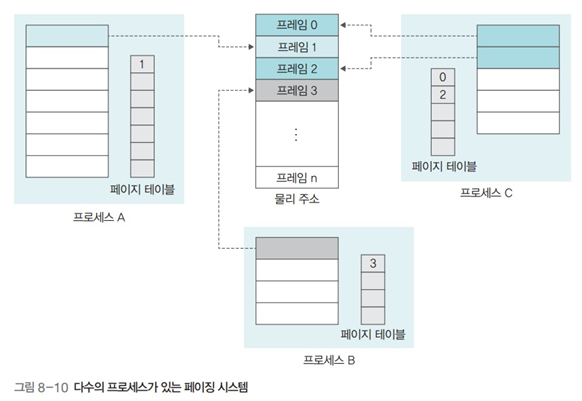 프레임 0
프레임 1
프레임 2
프레임 3
⋮
프레임 n
물리 주소
1
페이지 테이블
프로세스 A
0
2
페이지 테이블
프로세스 C
3
페이지 테이블
프로세스 B
그림 8-10 다수의 프로세스가 있는 페이징 시스템